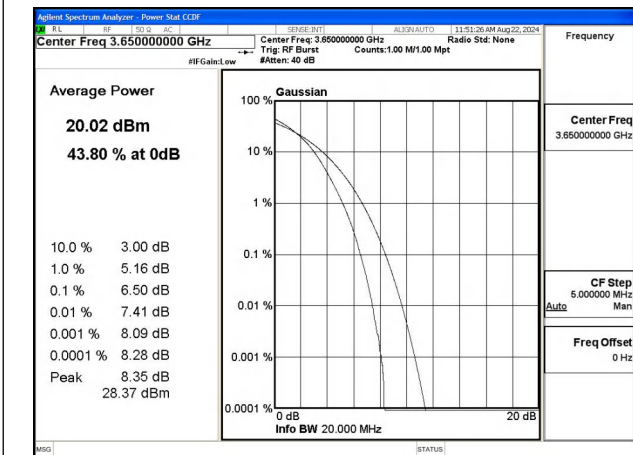 Agilent Spectrum Analyzer - Power Stat CCDF
LXI RL RF 50 Ω AC SENSE:INT ALIGN AUTO 11:51:26 AM Aug 22, 2024
Center Freq 3.650000000 GHz
Center Freq: 3.650000000 GHz Radio Std: None
Trig: RF Burst Counts:1.00 M/1.00 Mpt
#IFGain:Low #Atten: 40 dB
Frequency
Average Power
20.02 dBm
43.80 % at 0dB
10.0 % 3.00 dB
1.0 % 5.16 dB
0.1 % 6.50 dB
0.01 % 7.41 dB
0.001 % 8.09 dB
0.0001 % 8.28 dB
Peak 8.35 dB
28.37 dBm
Gaussian
100 %
10 %
1 %
0.1 %
0.01 %
0.001 %
0.0001 %
0 dB 20 dB
Info BW 20.000 MHz
Center Freq
3.650000000 GHz
CF Step
5.000000 MHz
Auto Man
Freq Offset
0 Hz
MSG STATUS